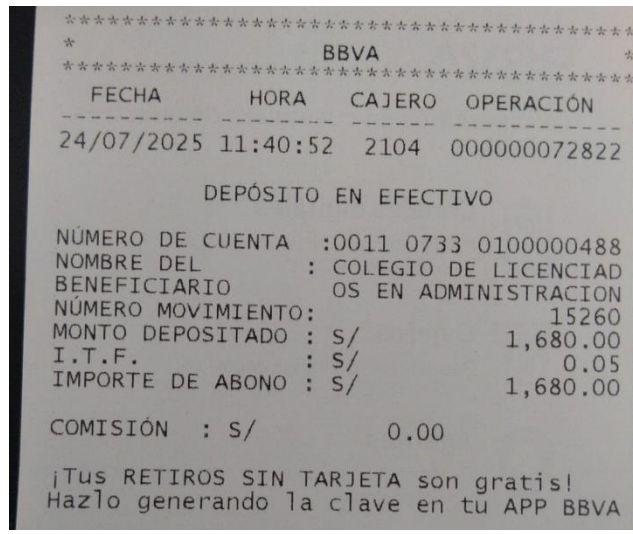 ****************************************
* BBVA *
****************************************
FECHA HORA CAJERO OPERACIÓN
---------- -------- ------ ------------
24/07/2025 11:40:52 2104 000000072822
DEPÓSITO EN EFECTIVO
NÚMERO DE CUENTA :0011 0733 0100000488
NOMBRE DEL : COLEGIO DE LICENCIAD
BENEFICIARIO OS EN ADMINISTRACION
NÚMERO MOVIMIENTO: 15260
MONTO DEPOSITADO : S/ 1,680.00
I.T.F. : S/ 0.05
IMPORTE DE ABONO : S/ 1,680.00
COMISIÓN : S/ 0.00
¡Tus RETIROS SIN TARJETA son gratis!
Hazlo generando la clave en tu APP BBVA